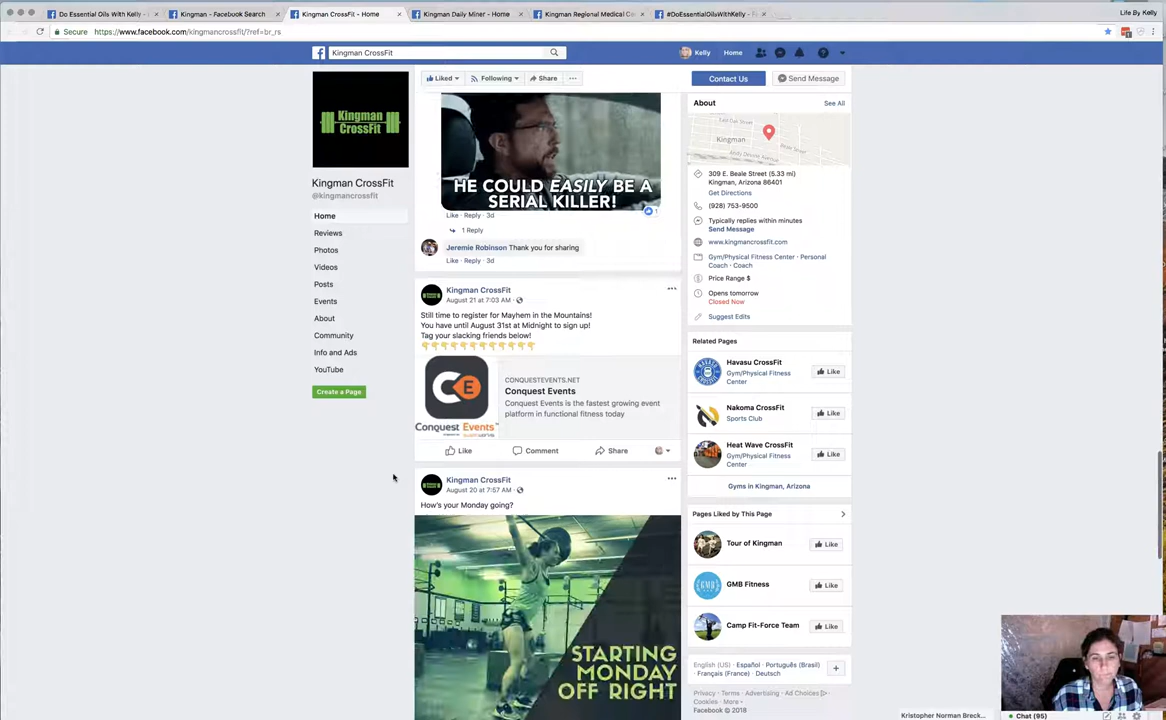 Do Essential Oils With Kelly -
Kingman - Facebook Search
Kingman CrossFit - Home
Kingman Daily Miner - Home
Kingman Regional Medical Ce
#DoEssentialOilsWithKelly - F
Life By Kelly
Secure https://www.facebook.com/kingmancrossfit/?ref=br_rs
Kingman CrossFit
Kelly Home
Liked Following Share
Contact Us Send Message
Kingman
CrossFit
Kingman CrossFit
@kingmancrossfit
Home
Reviews
Photos
Videos
Posts
Events
About
Community
Info and Ads
YouTube
Create a Page
HE COULD EASILY BE A
SERIAL KILLER!
1
Like · Reply · 3d
1 Reply
Jeremie Robinson Thank you for sharing
Like · Reply · 3d
Kingman CrossFit
August 21 at 7:03 AM ·
Still time to register for Mayhem in the Mountains!
You have until August 31st at Midnight to sign up!
Tag your slacking friends below!
👇👇👇👇👇👇👇👇👇👇👇
CE
Conquest Events
CONQUESTEVENTS.NET
Conquest Events
Conquest Events is the fastest growing event
platform in functional fitness today
Like Comment Share
Kingman CrossFit
August 20 at 7:57 AM ·
How's your Monday going?
STARTING
MONDAY
OFF RIGHT
About See All
Kingman
309 E. Beale Street (5.33 mi)
Kingman, Arizona 86401
Get Directions
(928) 753-9500
Typically replies within minutes
Send Message
www.kingmancrossfit.com
Gym/Physical Fitness Center · Personal
Coach · Coach
Price Range $
Opens tomorrow
Closed Now
Suggest Edits
Related Pages
Havasu CrossFit
Gym/Physical Fitness
Center
Like
Nakoma CrossFit
Sports Club
Like
Heat Wave CrossFit
Gym/Physical Fitness
Center
Like
Gyms in Kingman, Arizona
Pages Liked by This Page
Tour of Kingman
Like
GMB Fitness
Like
Camp Fit-Force Team
Like
English (US) · Español · Português (Brasil) ·
Français (France) · Deutsch
Privacy · Terms · Advertising · Ad Choices ·
Cookies · More
Facebook © 2018
Kristopher Norman Breck...
Chat (95)